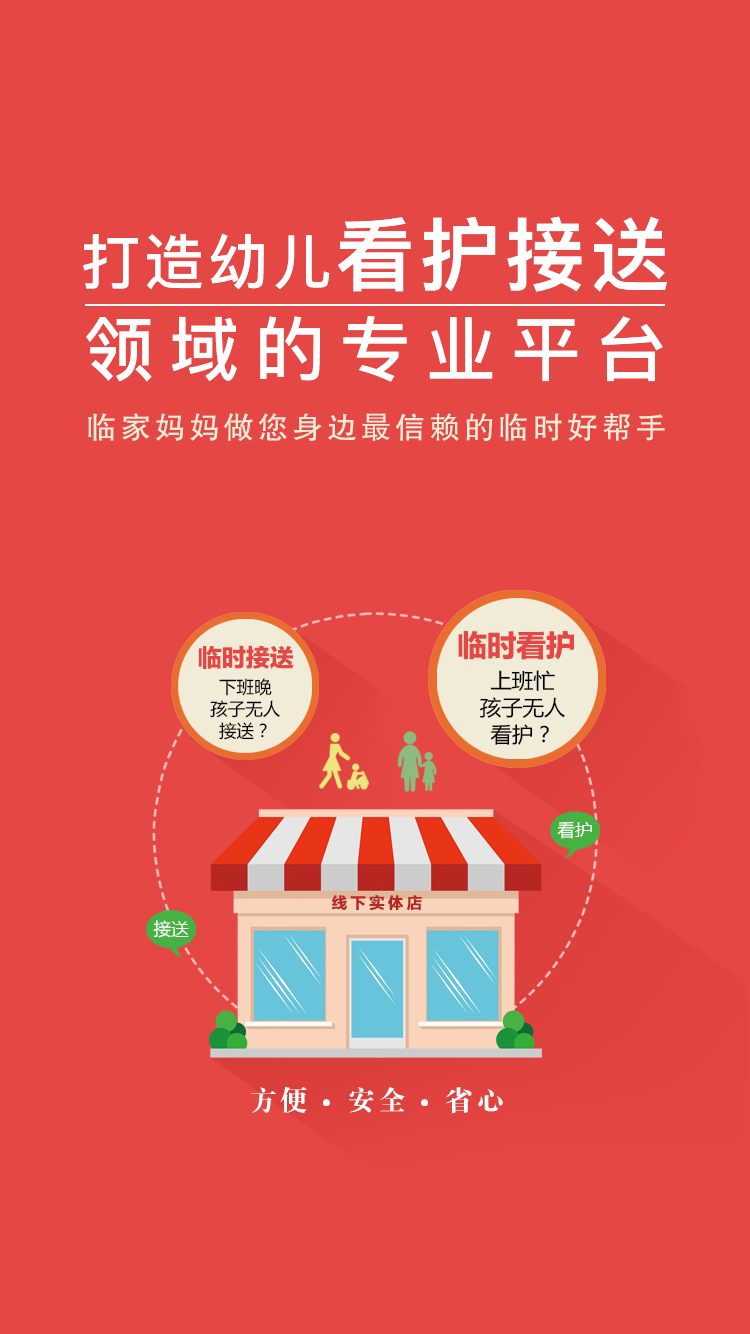 打造幼儿看护接送
领域的专业平台
临家妈妈做您身边最信赖的临时好帮手
临时接送
下班晚
孩子无人
接送？
临时看护
上班忙
孩子无人
看护？
看护
线下实体店
接送
方便·安全·省心